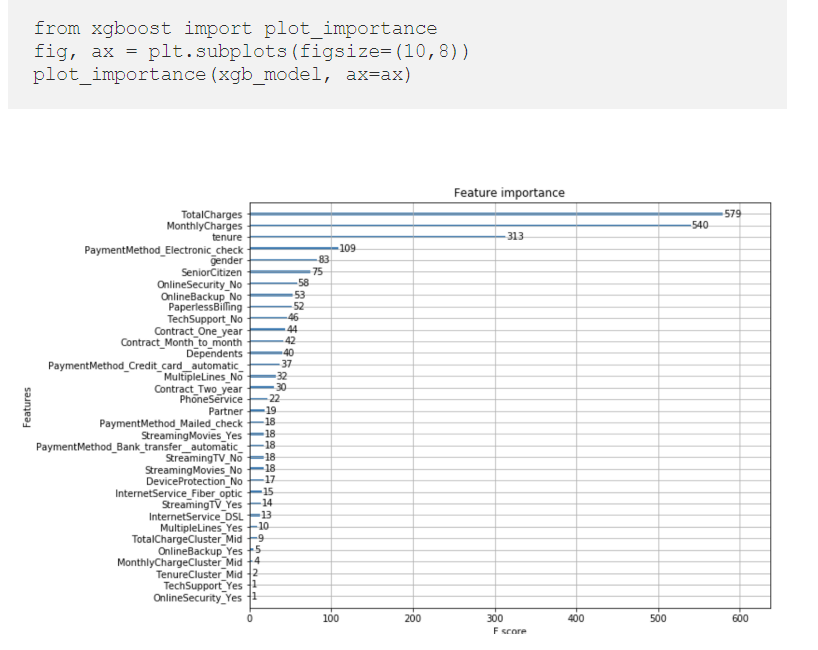 from xgboost import plot_importance
fig, ax = plt.subplots(figsize=(10,8))
plot_importance(xgb_model, ax=ax)
Feature importance
TotalCharges 579
MonthlyCharges 540
tenure 313
PaymentMethod_Electronic_check 109
gender 83
SeniorCitizen 75
OnlineSecurity_No 58
OnlineBackup_No 53
PaperlessBilling 52
TechSupport_No 46
Contract_One_year 44
Contract_Month_to_month 42
Dependents 40
PaymentMethod_Credit_card__automatic_ 37
MultipleLines_No 32
Contract_Two_year 30
PhoneService 22
Partner 19
PaymentMethod_Mailed_check 18
StreamingMovies_Yes 18
PaymentMethod_Bank_transfer__automatic_ 18
StreamingTV_No 18
StreamingMovies_No 18
DeviceProtection_No 17
InternetService_Fiber_optic 15
StreamingTV_Yes 14
InternetService_DSL 13
MultipleLines_Yes 10
TotalChargeCluster_Mid 9
OnlineBackup_Yes 5
MonthlyChargeCluster_Mid 4
TenureCluster_Mid 2
TechSupport_Yes 1
OnlineSecurity_Yes 1
Features
0 100 200 300 400 500 600
F score